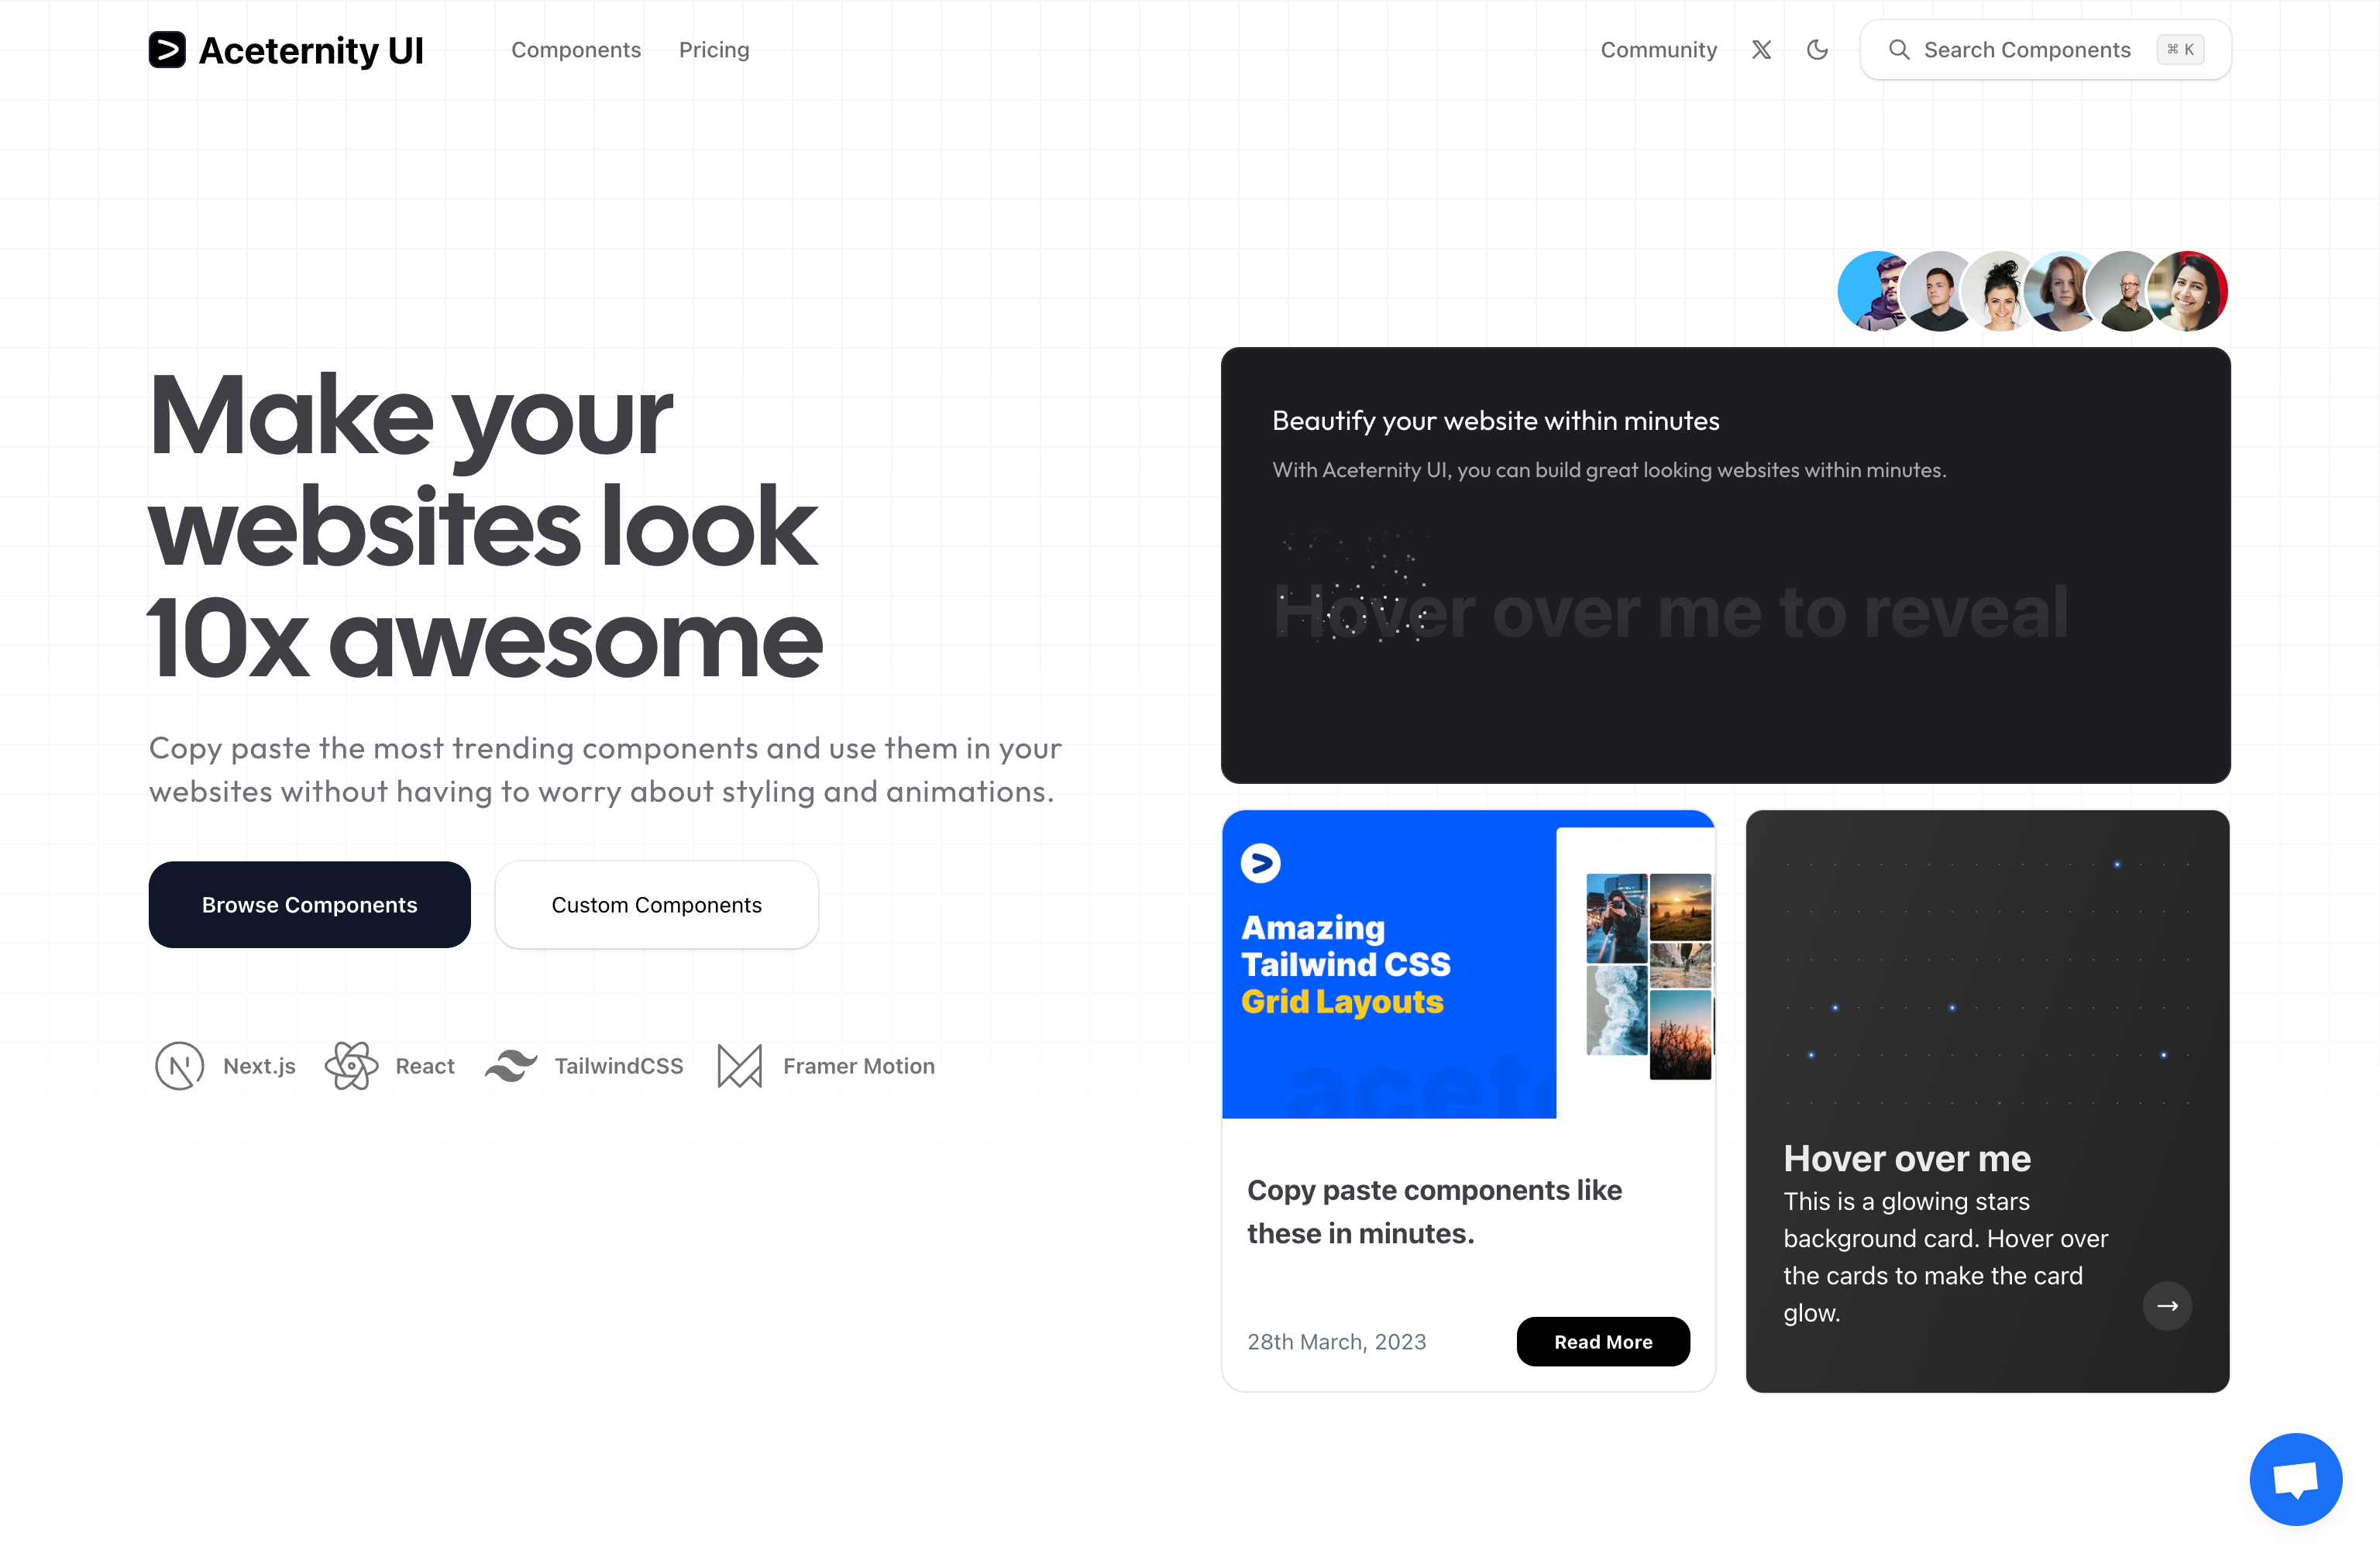 Aceternity UI
Components
Pricing
Community
Search Components
⌘ K
Make your
websites look
10x awesome
Copy paste the most trending components and use them in your
websites without having to worry about styling and animations.
Browse Components
Custom Components
Next.js
React
TailwindCSS
Framer Motion
Beautify your website within minutes
With Aceternity UI, you can build great looking websites within minutes.
Hover over me to reveal
Amazing
Tailwind CSS
Grid Layouts
acete
Copy paste components like
these in minutes.
28th March, 2023
Read More
Hover over me
This is a glowing stars
background card. Hover over
the cards to make the card
glow.